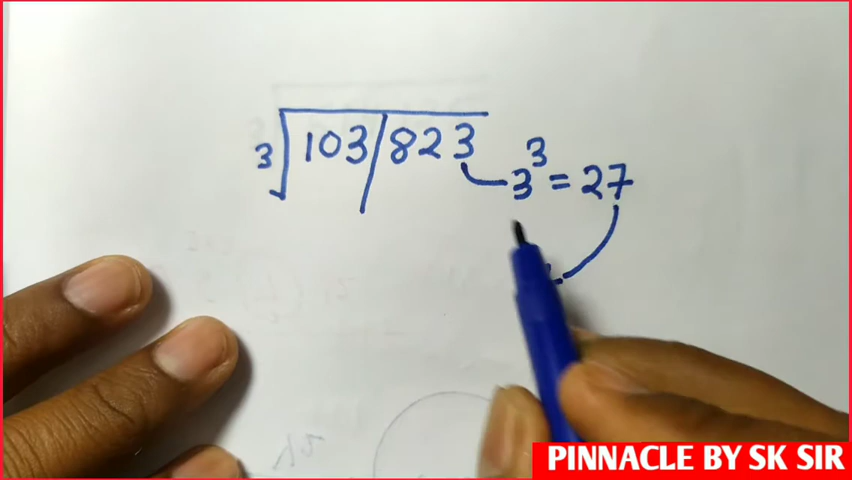 3√103/823
3³ = 27
PINNACLE BY SK SIR